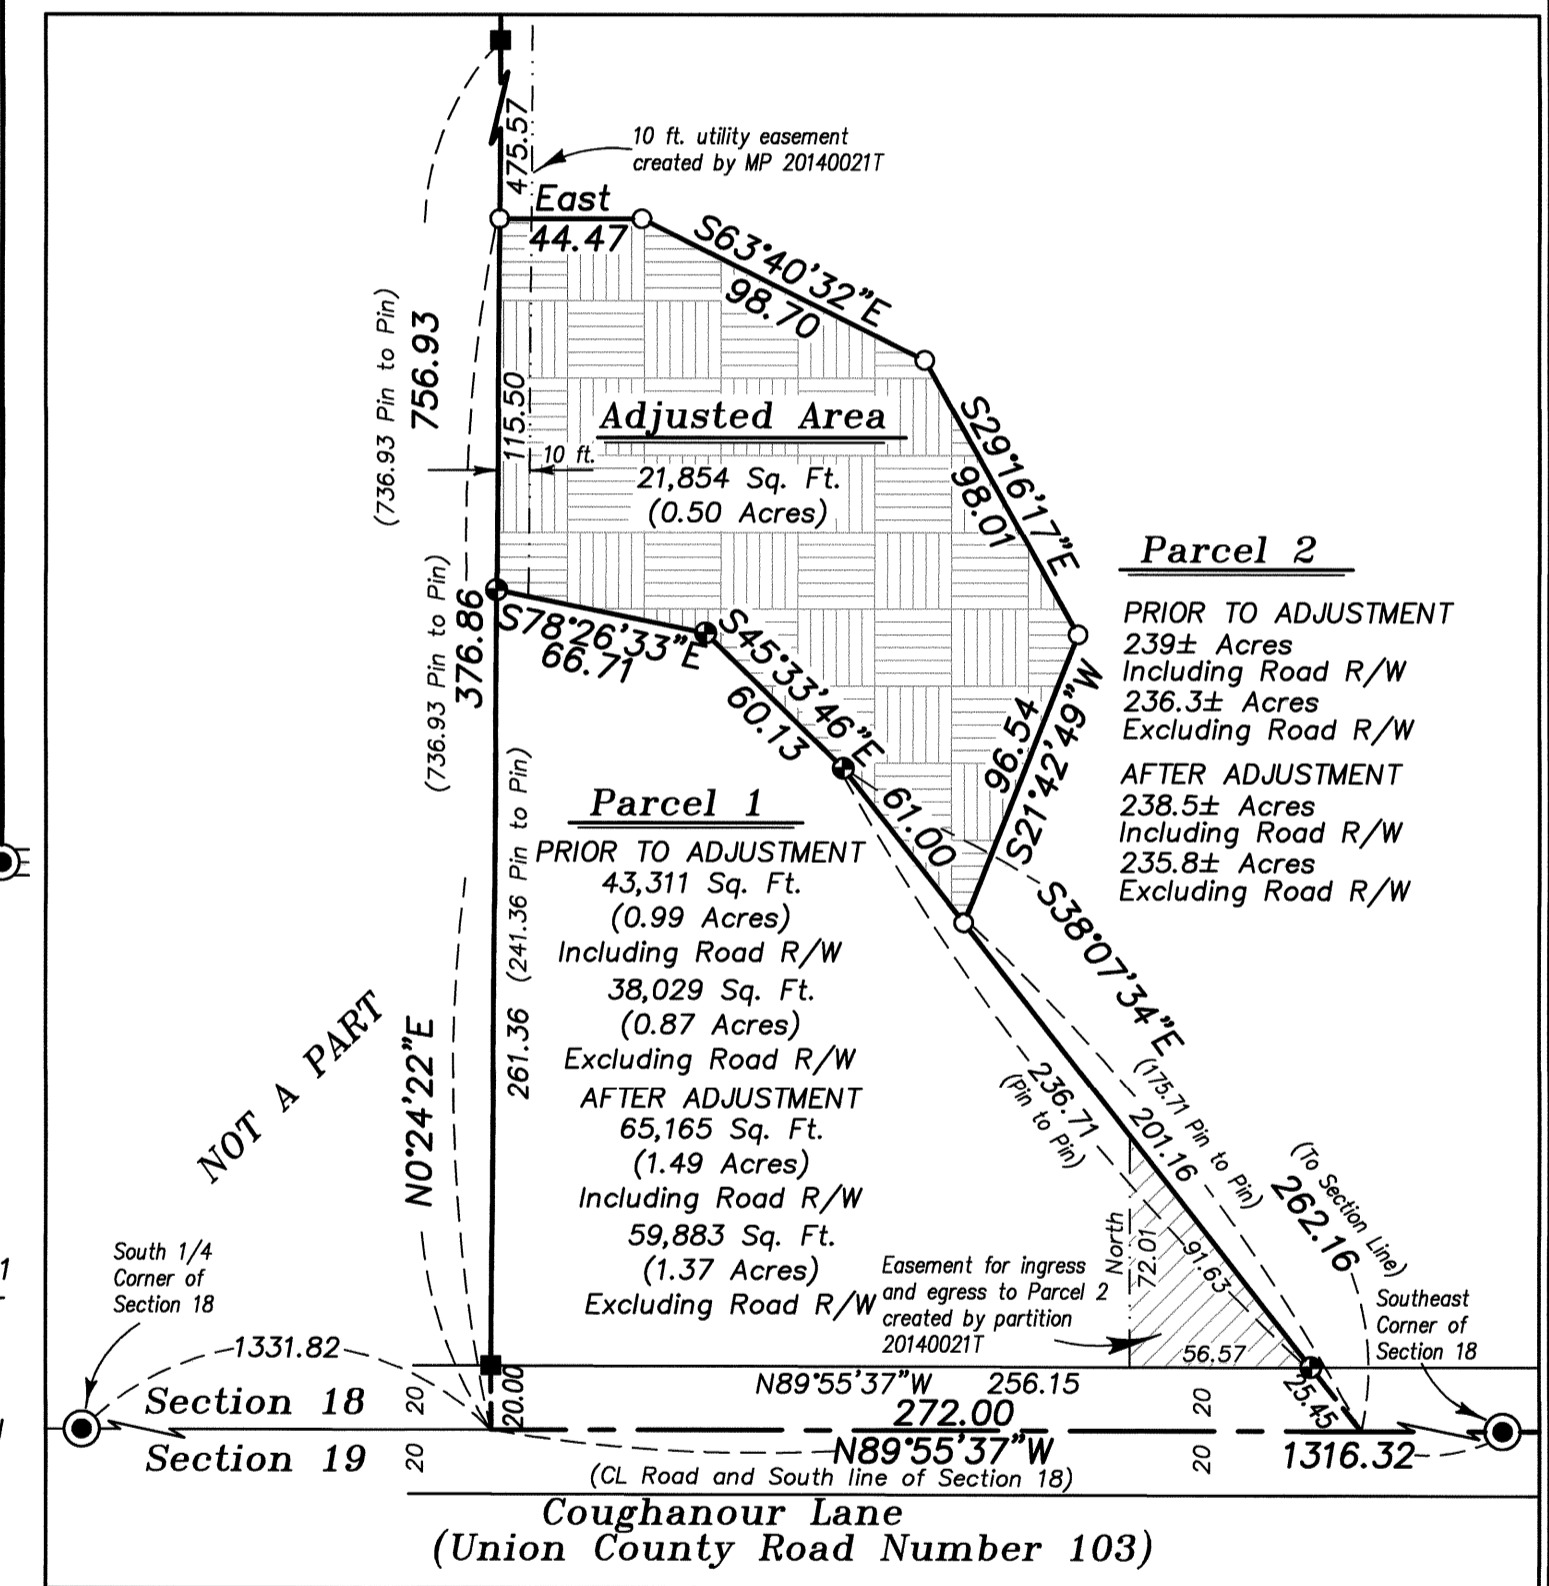 475.57
10 ft. utility easement
created by MP 20140021T
East
44.47
S63°40'32"E
98.70
(736.93 Pin to Pin)
756.93
115.50
10 ft.
Adjusted Area
21,854 Sq. Ft.
(0.50 Acres)
S29°16'17"E
98.01
Parcel 2
PRIOR TO ADJUSTMENT
239± Acres
Including Road R/W
236.3± Acres
Excluding Road R/W
AFTER ADJUSTMENT
238.5± Acres
Including Road R/W
235.8± Acres
Excluding Road R/W
(736.93 Pin to Pin)
376.86
S78°26'33"E
66.71
S45°33'46"E
60.13
96.54
S21°42'49"W
61.00
S38°07'34"E
Parcel 1
PRIOR TO ADJUSTMENT
43,311 Sq. Ft.
(0.99 Acres)
Including Road R/W
38,029 Sq. Ft.
(0.87 Acres)
Excluding Road R/W
AFTER ADJUSTMENT
65,165 Sq. Ft.
(1.49 Acres)
Including Road R/W
59,883 Sq. Ft.
(1.37 Acres)
Excluding Road R/W
261.36 (241.36 Pin to Pin)
N0°24'22"E
NOT A PART
236.71
(Pin to Pin)
(175.71 Pin to Pin)
201.16
(To Section Line)
262.16
North
72.01
91.63
56.57
25.45
Easement for ingress
and egress to Parcel 2
created by partition
20140021T
South 1/4
Corner of
Section 18
Southeast
Corner of
Section 18
1331.82
1
Section 18
20
20.00
N89°55'37"W 256.15
20
272.00
Section 19
20
N89°55'37"W
20
1316.32
(CL Road and South line of Section 18)
Coughanour Lane
(Union County Road Number 103)